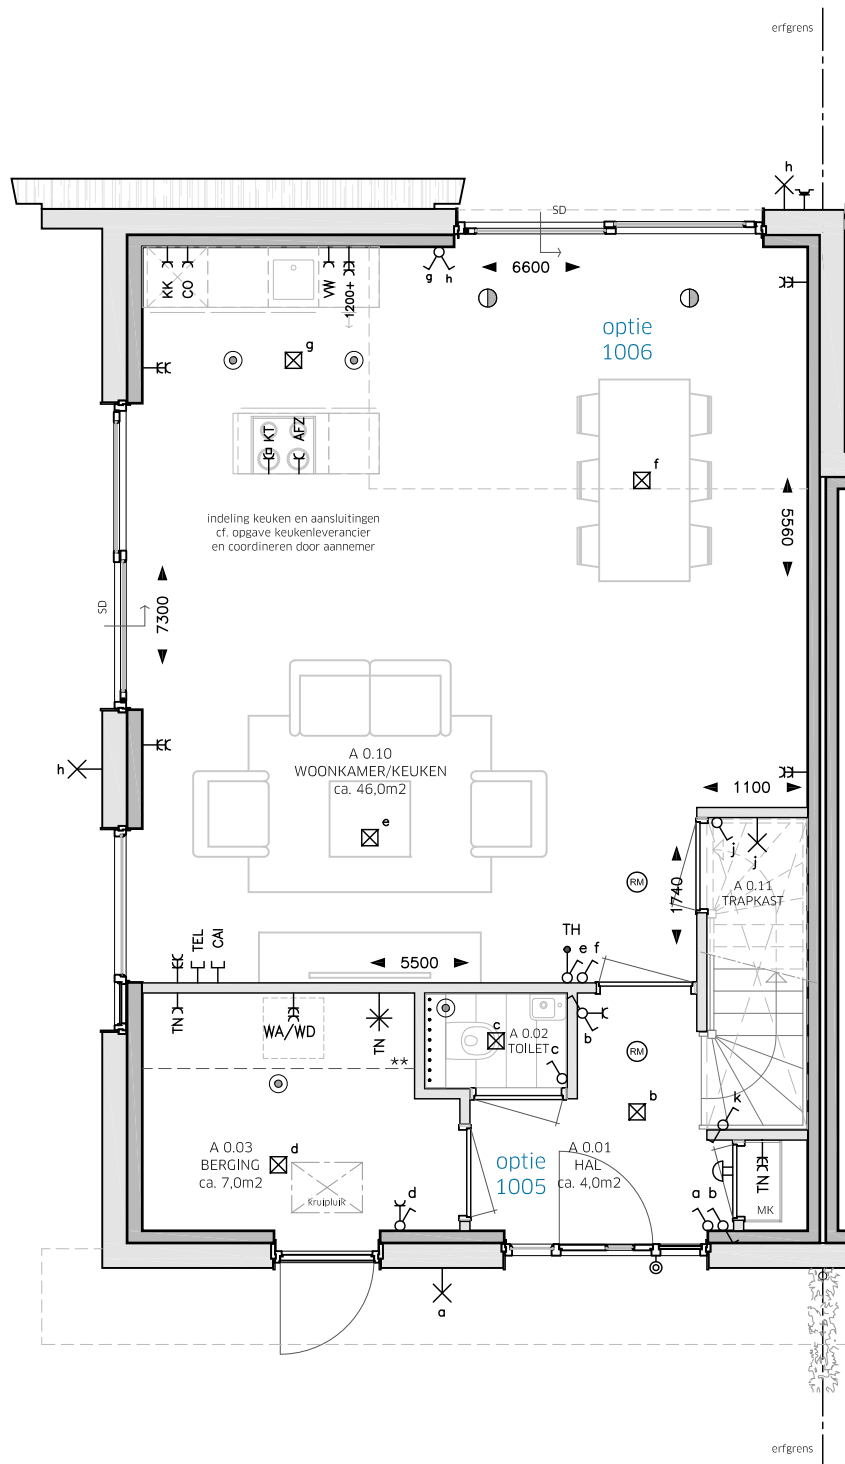 erfgrens
h
SD
g h
6600
KK
CO
VW
1200+
optie
1006
g
KT
AFZ
f
5560
indeling keuken en aansluitingen
cf. opgave keukenleverancier
en coordineren door aannemer
SD
7300
A 0.10
WOONKAMER/KEUKEN
ca. 46,0m2
h
1100
e
j
j
RM
1740
A 0.11
TRAPKAST
TEL
CAI
TH
e f
5500
TN
WA/WD
TN
**
c
A 0.02
TOILET
c
b
RM
b
k
A 0.03
BERGING
ca. 7,0m2
d
kruipluik
d
optie
1005
A 0.01
HAL
ca. 4,0m2
a b
TN
MK
a
erfgrens